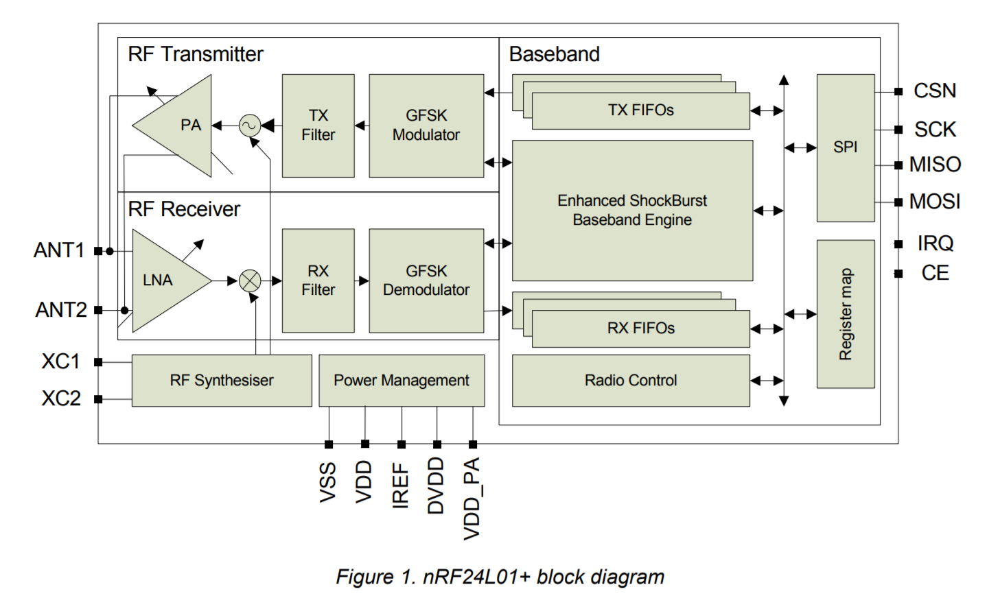 RF Transmitter
Baseband
PA
TX
Filter
GFSK
Modulator
TX FIFOs
SPI
CSN
SCK
MISO
MOSI
Enhanced ShockBurst
Baseband Engine
RF Receiver
ANT1
ANT2
LNA
RX
Filter
GFSK
Demodulator
RX FIFOs
Register map
IRQ
CE
XC1
XC2
RF Synthesiser
Power Management
Radio Control
VSS
VDD
IREF
DVDD
VDD_PA
Figure 1. nRF24L01+ block diagram